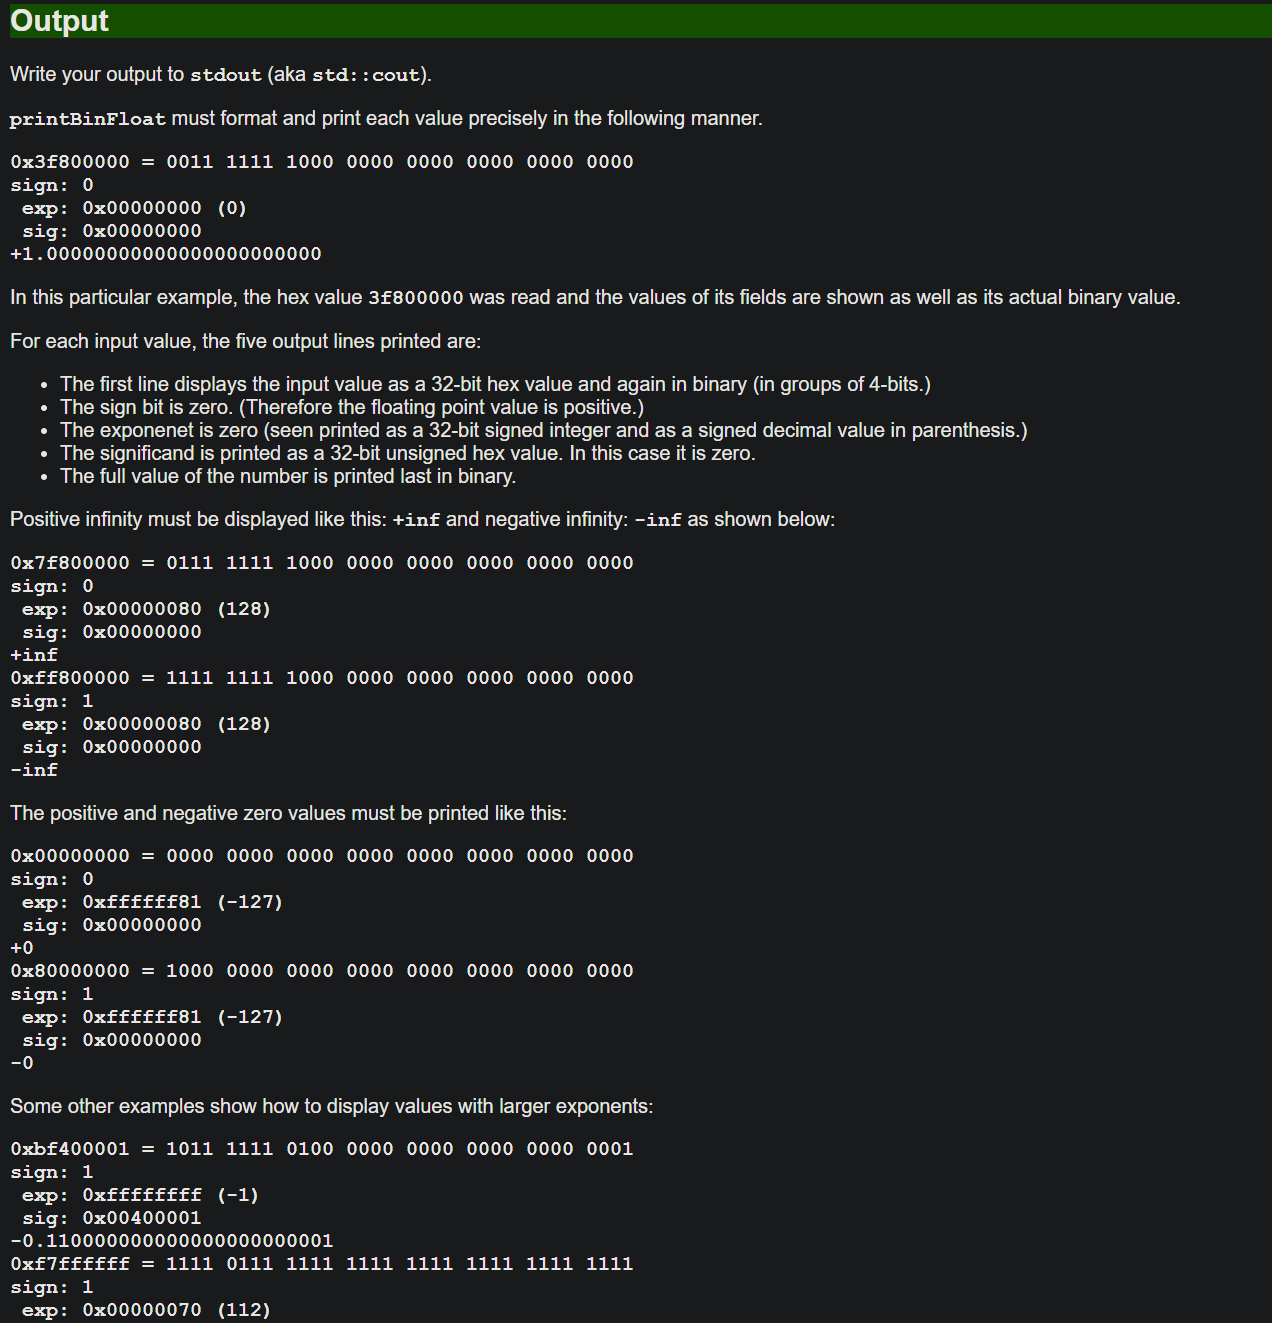 Output
Write your output to stdout (aka std::cout).
printBinFloat must format and print each value precisely in the following manner.
0x3f800000 = 0011 1111 1000 0000 0000 0000 0000 0000
sign: 0
 exp: 0x00000000 (0)
 sig: 0x00000000
+1.00000000000000000000000
In this particular example, the hex value 3f800000 was read and the values of its fields are shown as well as its actual binary value.
For each input value, the five output lines printed are:
• The first line displays the input value as a 32-bit hex value and again in binary (in groups of 4-bits.)
• The sign bit is zero. (Therefore the floating point value is positive.)
• The exponenet is zero (seen printed as a 32-bit signed integer and as a signed decimal value in parenthesis.)
• The significand is printed as a 32-bit unsigned hex value. In this case it is zero.
• The full value of the number is printed last in binary.
Positive infinity must be displayed like this: +inf and negative infinity: -inf as shown below:
0x7f800000 = 0111 1111 1000 0000 0000 0000 0000 0000
sign: 0
 exp: 0x00000080 (128)
 sig: 0x00000000
+inf
0xff800000 = 1111 1111 1000 0000 0000 0000 0000 0000
sign: 1
 exp: 0x00000080 (128)
 sig: 0x00000000
-inf
The positive and negative zero values must be printed like this:
0x00000000 = 0000 0000 0000 0000 0000 0000 0000 0000
sign: 0
 exp: 0xffffff81 (-127)
 sig: 0x00000000
+0
0x80000000 = 1000 0000 0000 0000 0000 0000 0000 0000
sign: 1
 exp: 0xffffff81 (-127)
 sig: 0x00000000
-0
Some other examples show how to display values with larger exponents:
0xbf400001 = 1011 1111 0100 0000 0000 0000 0000 0001
sign: 1
 exp: 0xffffffff (-1)
 sig: 0x00400001
-0.110000000000000000000001
0xf7ffffff = 1111 0111 1111 1111 1111 1111 1111 1111
sign: 1
 exp: 0x00000070 (112)